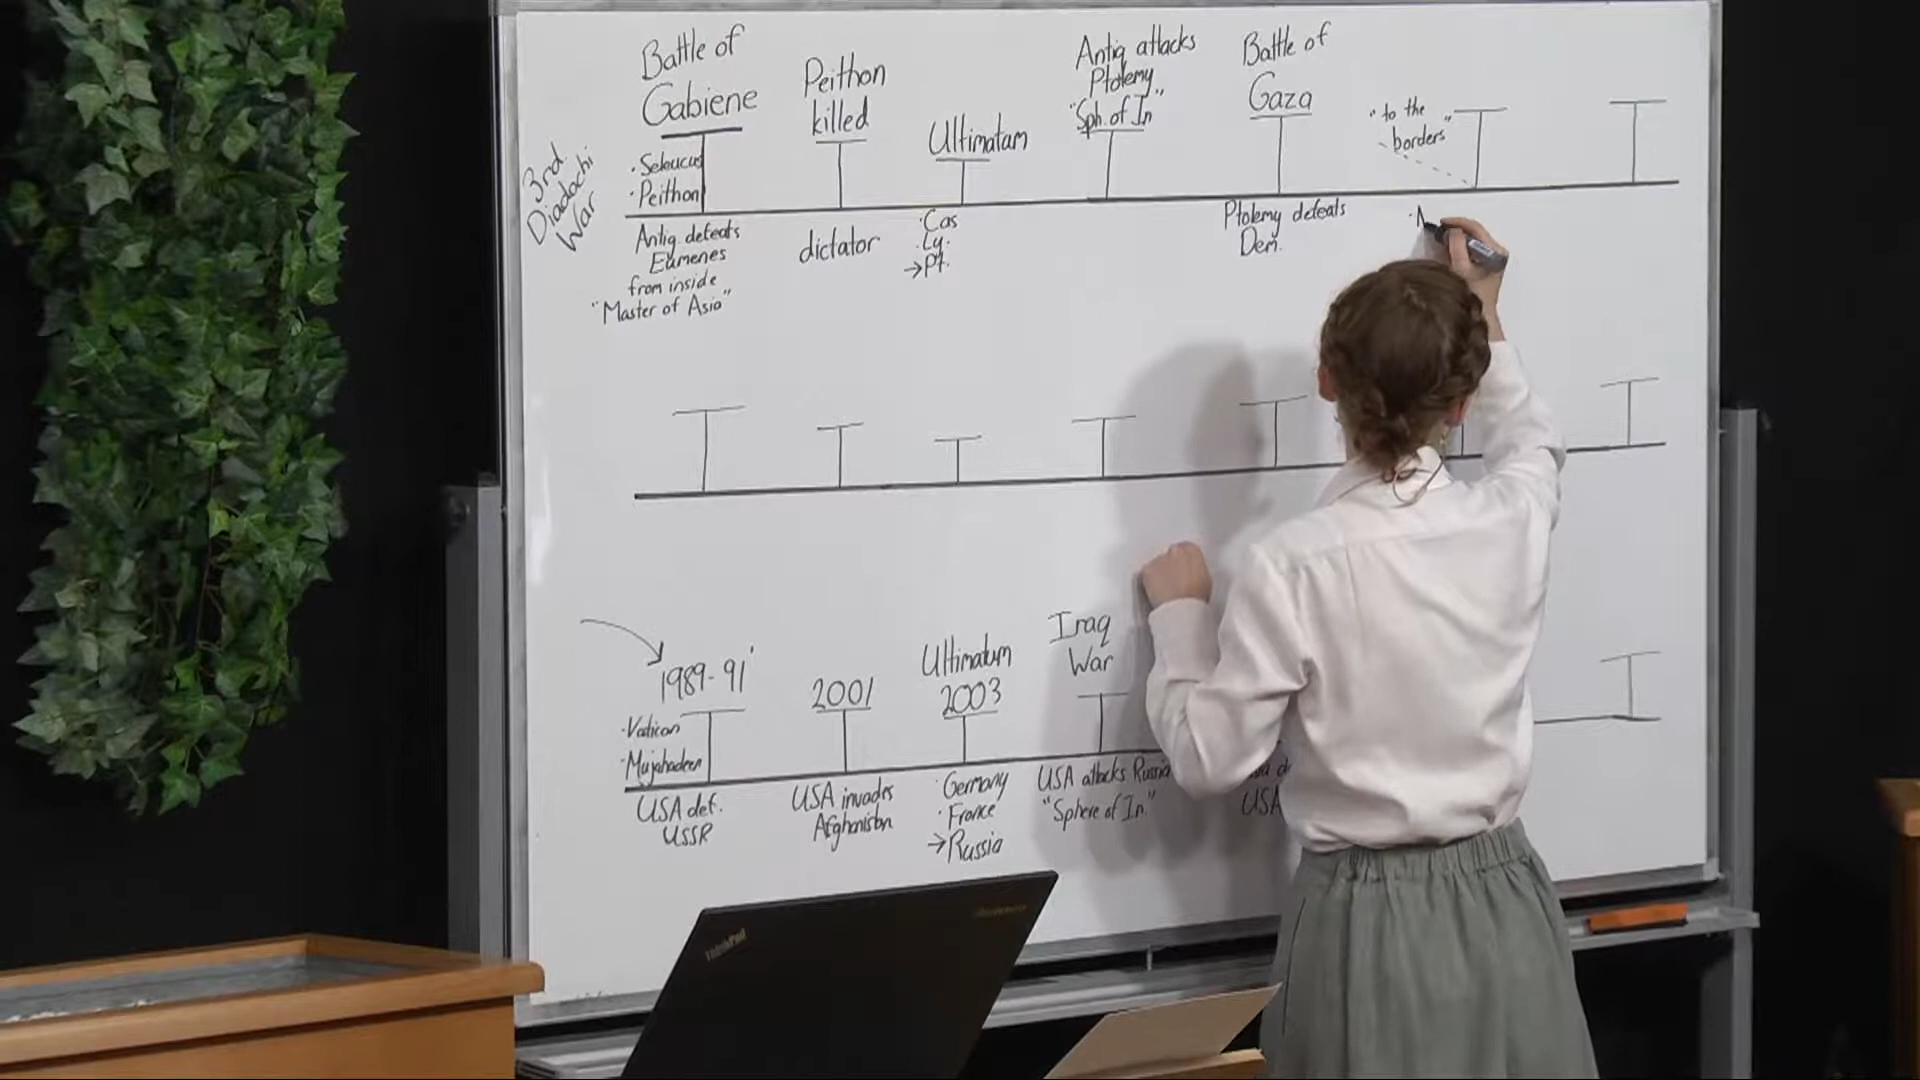 3rd
Diadochi
War
Battle of
Gabiene
· Seleucus
· Peithon
Antiq. defeats
Eumenes
from inside
"Master of Asia"
Peithon
killed
dictator
Ultimatum
· Cas
· Ly.
→ Pt.
Antiq attacks
Ptolemy
"Sph. of In"
Battle of
Gaza
Ptolemy defeats
Dem.
"to the
borders"
1989-91'
· Vatican
· Mujahadeen
USA def.
USSR
2001
USA invades
Afghanistan
Ultimatum
2003
· Germany
· France
→ Russia
Iraq
War
USA attacks Russia
"Sphere of In."
USA
ThinkPad